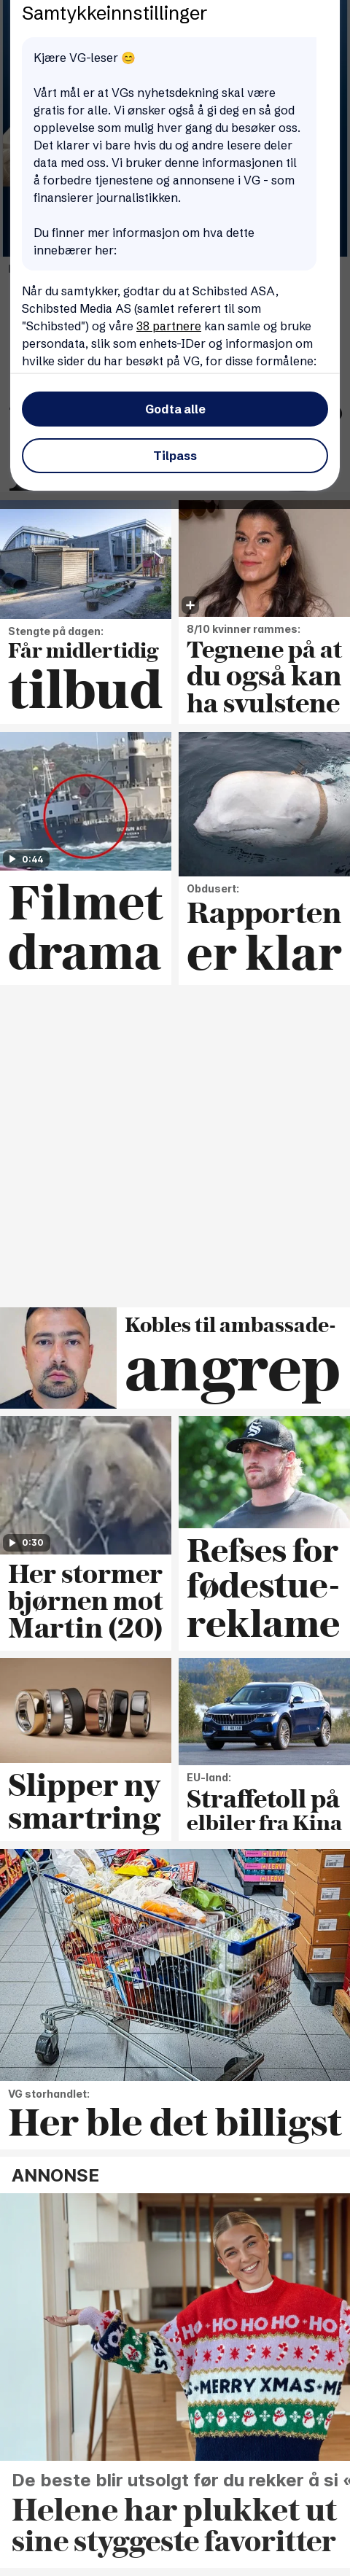 Samtykkeinnstillinger
Kjære VG-leser 😊
Vårt mål er at VGs nyhetsdekning skal være
gratis for alle. Vi ønsker også å gi deg en så god
opplevelse som mulig hver gang du besøker oss.
Det klarer vi bare hvis du og andre lesere deler
data med oss. Vi bruker denne informasjonen til
å forbedre tjenestene og annonsene i VG - som
finansierer journalistikken.
Du finner mer informasjon om hva dette
innebærer her:
Når du samtykker, godtar du at Schibsted ASA,
Schibsted Media AS (samlet referert til som
"Schibsted") og våre 38 partnere kan samle og bruke
persondata, slik som enhets-IDer og informasjon om
hvilke sider du har besøkt på VG, for disse formålene:
Godta alle
Tilpass
Stengte på dagen:
Får midlertidig
tilbud
8/10 kvinner rammes:
Tegnene på at
du også kan
ha svulstene
0:44
Filmet
drama
Obdusert:
Rapporten
er klar
Kobles til ambassade-
angrep
0:30
Her stormer
bjørnen mot
Martin (20)
Refses for
fødestue-
reklame
Slipper ny
smartring
EU-land:
Straffetoll på
elbiler fra Kina
VG storhandlet:
Her ble det billigst
ANNONSE
HO HO HO HO
MERRY XMAS
De beste blir utsolgt før du rekker å si «
Helene har plukket ut
sine styggeste favoritter